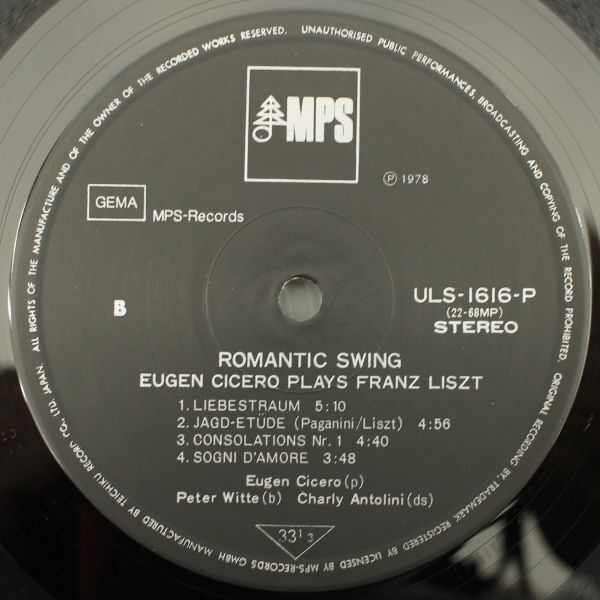 ALL RIGHTS OF THE MANUFACTURE AND OF THE OWNER OF THE RECORDED WORKS RESERVED. UNAUTHORISED PUBLIC PERFORMANCES, BROADCASTING AND COPYING OF THE RECORD PROHIBITED.
MPS
Ⓟ 1978
GEMA
MPS-Records
B
ULS-1616-P
(22-68MP)
STEREO
ROMANTIC SWING
EUGEN CICERO PLAYS FRANZ LISZT
1. LIEBESTRAUM 5:10
2. JAGD-ETÜDE (Paganini/Liszt) 4:56
3. CONSOLATIONS Nr. 1 4:40
4. SOGNI D'AMORE 3:48
Eugen Cicero (p)
Peter Witte (b) Charly Antolini (ds)
33 1/3
MANUFACTURED BY TEICHIKU RECORD CO., LTD. JAPAN.
ORIGINAL RECORDING BY, TRADEMARK REGISTERED BY, LICENSED BY MPS-RECORDS GMBH